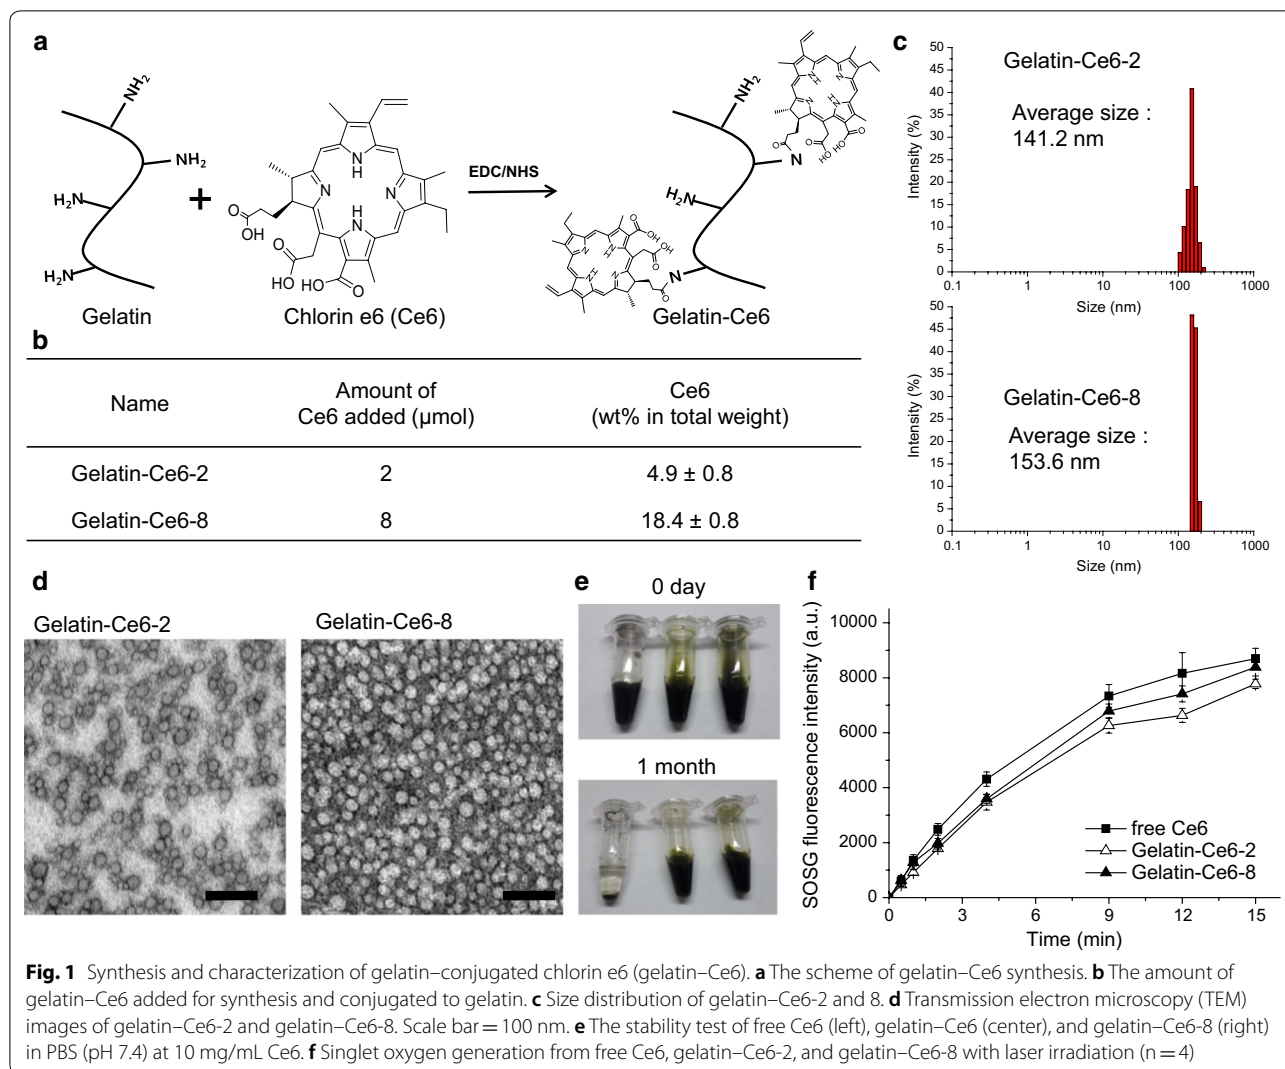 a
NH2
NH2
H2N
H2N
Gelatin
+
NH
N
N
HN
O
OH
O
OH
HO
O
Chlorin e6 (Ce6)
EDC/NHS
NH2
N
H2N
N
Gelatin-Ce6
b
Name
Amount of
Ce6 added (µmol)
Ce6
(wt% in total weight)
Gelatin-Ce6-2
2
4.9 ± 0.8
Gelatin-Ce6-8
8
18.4 ± 0.8
c
Gelatin-Ce6-2
Average size :
141.2 nm
Intensity (%)
50
45
40
35
30
25
20
15
10
5
0
0.1
1
10
100
1000
Size (nm)
Gelatin-Ce6-8
Average size :
153.6 nm
Intensity (%)
50
45
40
35
30
25
20
15
10
5
0
0.1
1
10
100
1000
Size (nm)
d
Gelatin-Ce6-2
Gelatin-Ce6-8
e
0 day
1 month
f
SOSG fluorescence intensity (a.u.)
10000
8000
6000
4000
2000
0
0
3
6
9
12
15
Time (min)
free Ce6
Gelatin-Ce6-2
Gelatin-Ce6-8
Fig. 1 Synthesis and characterization of gelatin–conjugated chlorin e6 (gelatin–Ce6). a The scheme of gelatin–Ce6 synthesis. b The amount of
gelatin–Ce6 added for synthesis and conjugated to gelatin. c Size distribution of gelatin–Ce6-2 and 8. d Transmission electron microscopy (TEM)
images of gelatin–Ce6-2 and gelatin–Ce6-8. Scale bar = 100 nm. e The stability test of free Ce6 (left), gelatin–Ce6 (center), and gelatin–Ce6-8 (right)
in PBS (pH 7.4) at 10 mg/mL Ce6. f Singlet oxygen generation from free Ce6, gelatin–Ce6-2, and gelatin–Ce6-8 with laser irradiation (n = 4)